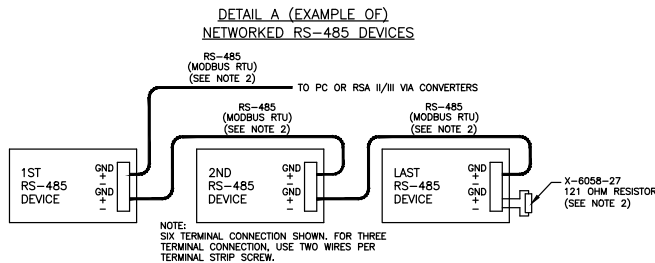 DETAIL A (EXAMPLE OF)
NETWORKED RS-485 DEVICES
RS-485
(MODBUS RTU)
(SEE NOTE 2)
TO PC OR RSA II/III VIA CONVERTERS
RS-485
(MODBUS RTU)
(SEE NOTE 2)
RS-485
(MODBUS RTU)
(SEE NOTE 2)
1ST
RS-485
DEVICE
GND
+
−
GND
+
−
2ND
RS-485
DEVICE
GND
+
−
GND
+
−
LAST
RS-485
DEVICE
GND
+
−
GND
+
−
X-6058-27
121 OHM RESISTOR
(SEE NOTE 2)
NOTE:
SIX TERMINAL CONNECTION SHOWN. FOR THREE
TERMINAL CONNECTION, USE TWO WIRES PER
TERMINAL STRIP SCREW.